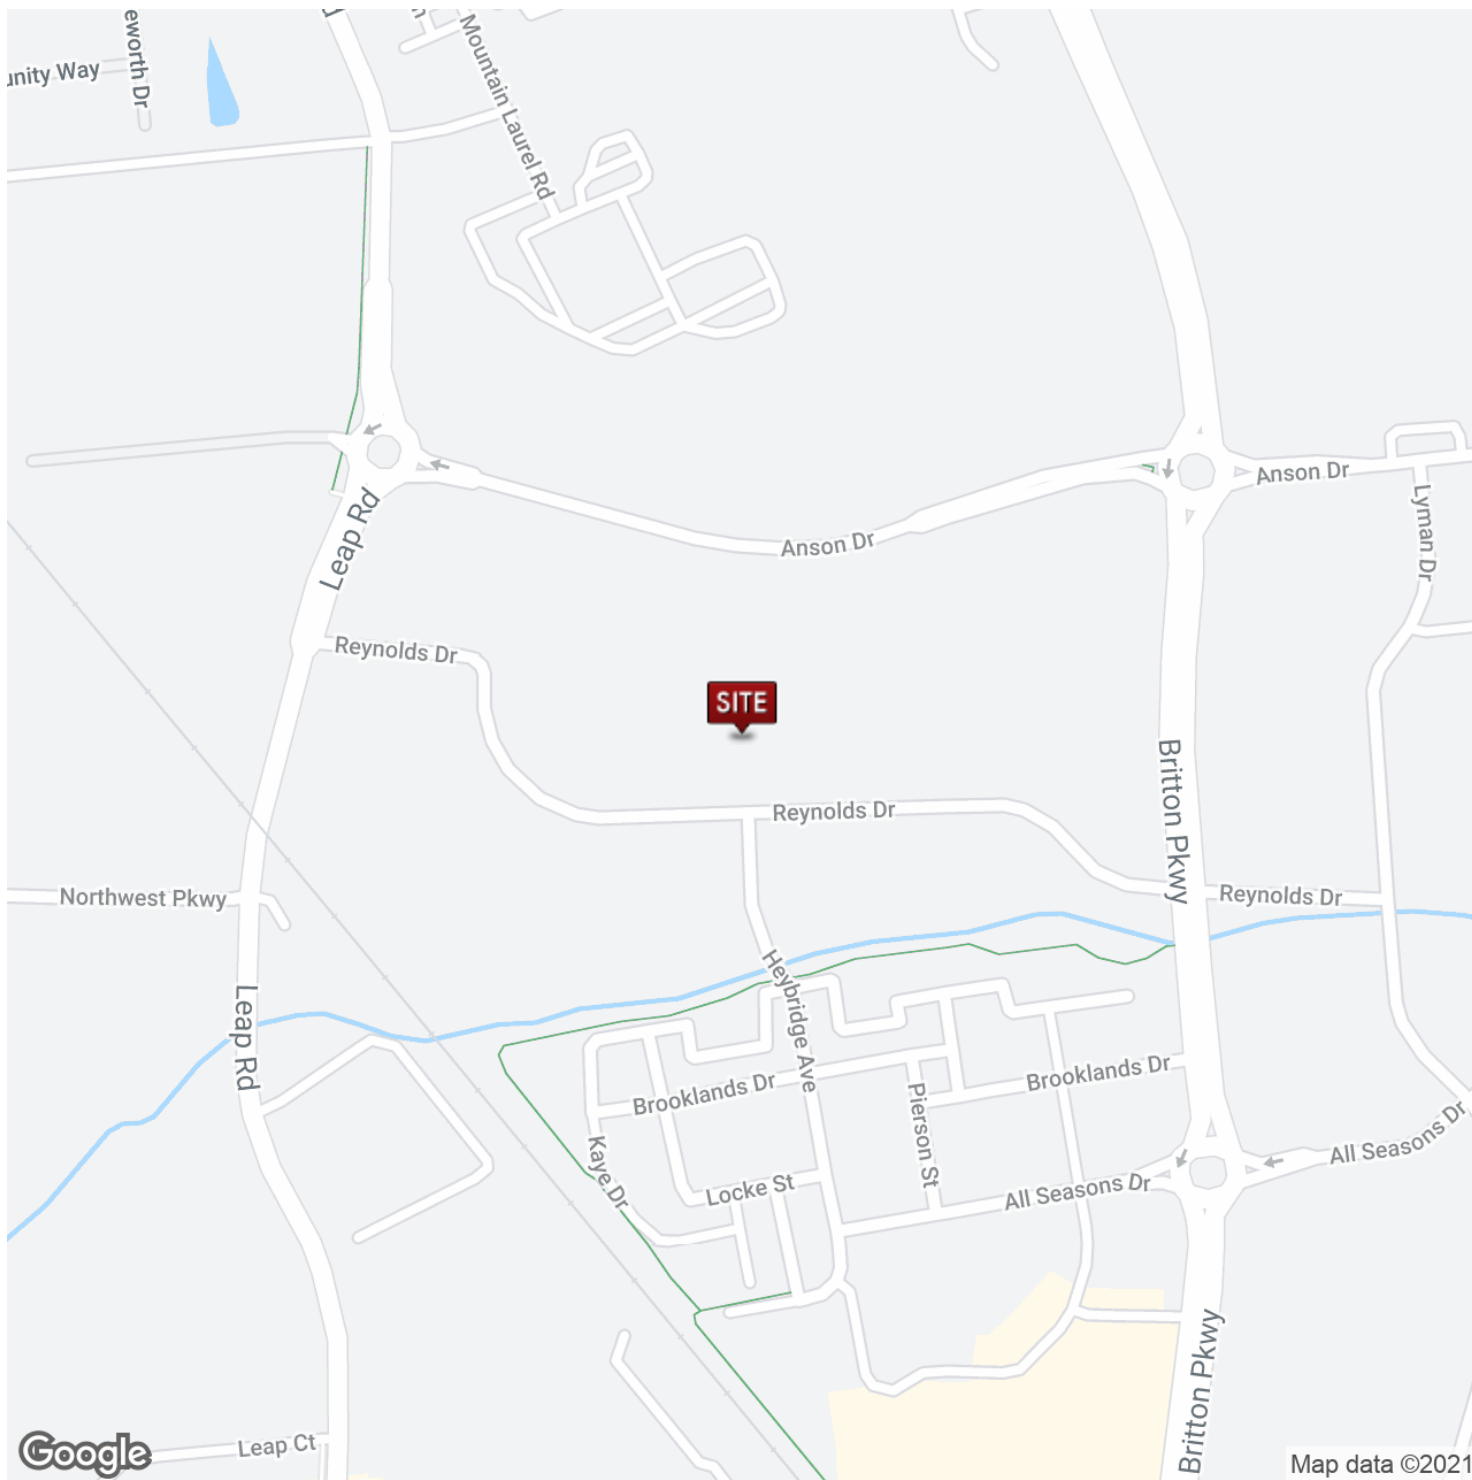 eworth Dr
unity Way
Mountain Laurel Rd
Anson Dr
Lyman Dr
Leap Rd
Anson Dr
Reynolds Dr
SITE
Britton Pkwy
Reynolds Dr
Northwest Pkwy
Reynolds Dr
Heybridge Ave
Leap Rd
Brooklands Dr
Brooklands Dr
Pierson St
All Seasons Dr
Kaye Dr
Locke St
All Seasons Dr
Britton Pkwy
Leap Ct
Google
Map data ©2021